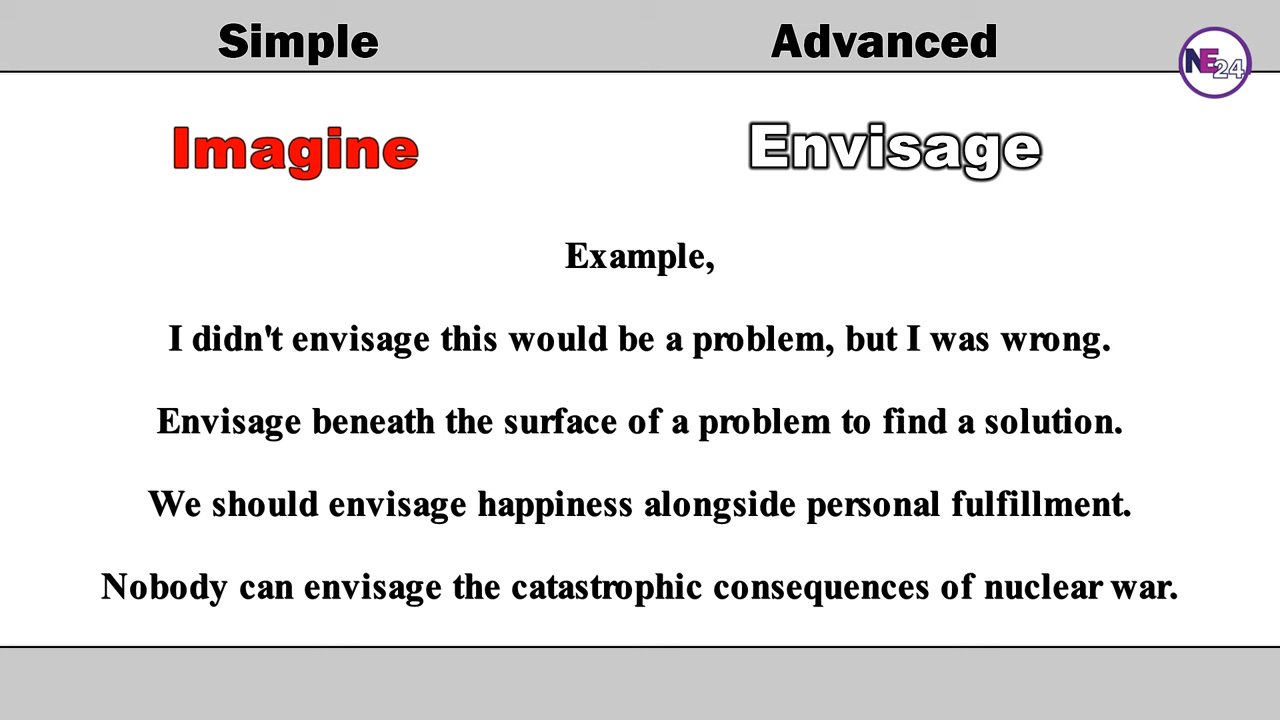 Simple Advanced
NE24
Imagine Envisage
Example,
I didn't envisage this would be a problem, but I was wrong.
Envisage beneath the surface of a problem to find a solution.
We should envisage happiness alongside personal fulfillment.
Nobody can envisage the catastrophic consequences of nuclear war.